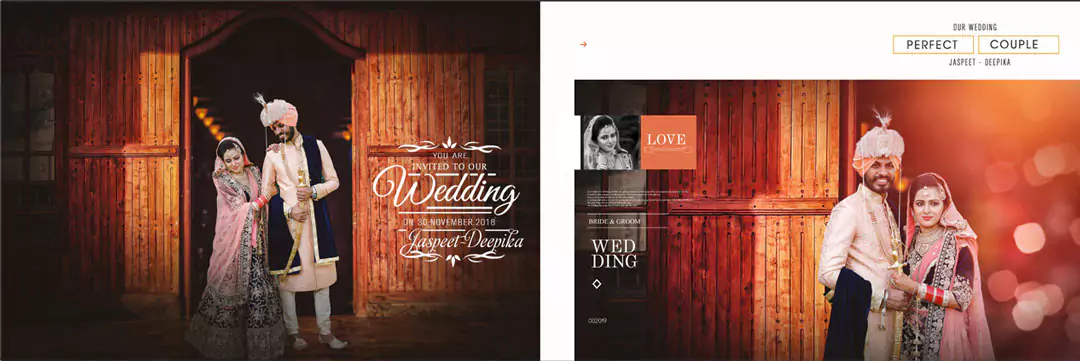 YOU ARE
INVITED TO OUR
Wedding
ON 30 NOVEMBER 2018
Jaspeet-Deepika
OUR WEDDING
PERFECT COUPLE
JASPEET - DEEPIKA
LOVE
BRIDE & GROOM
WED
DING
002019